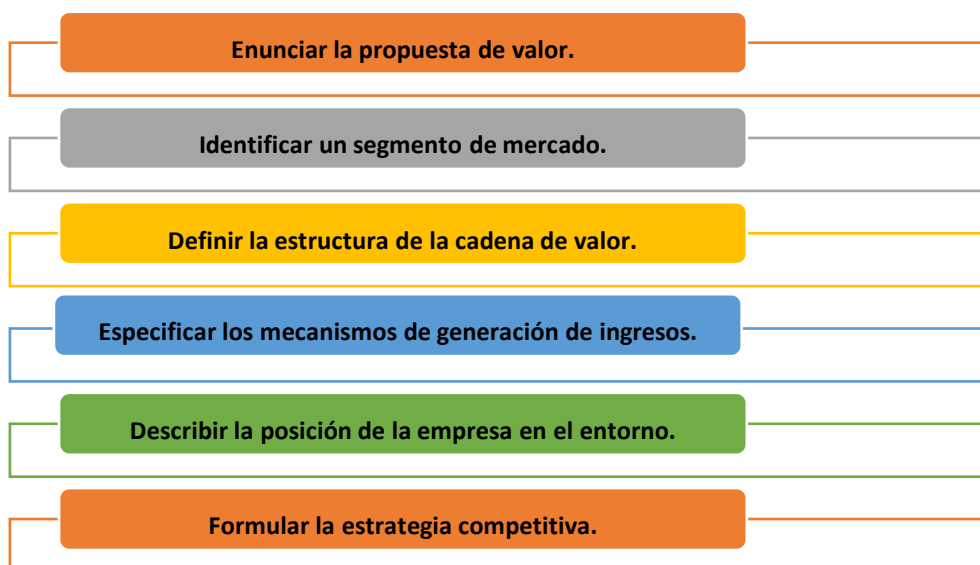 Enunciar la propuesta de valor.
Identificar un segmento de mercado.
Definir la estructura de la cadena de valor.
Especificar los mecanismos de generación de ingresos.
Describir la posición de la empresa en el entorno.
Formular la estrategia competitiva.